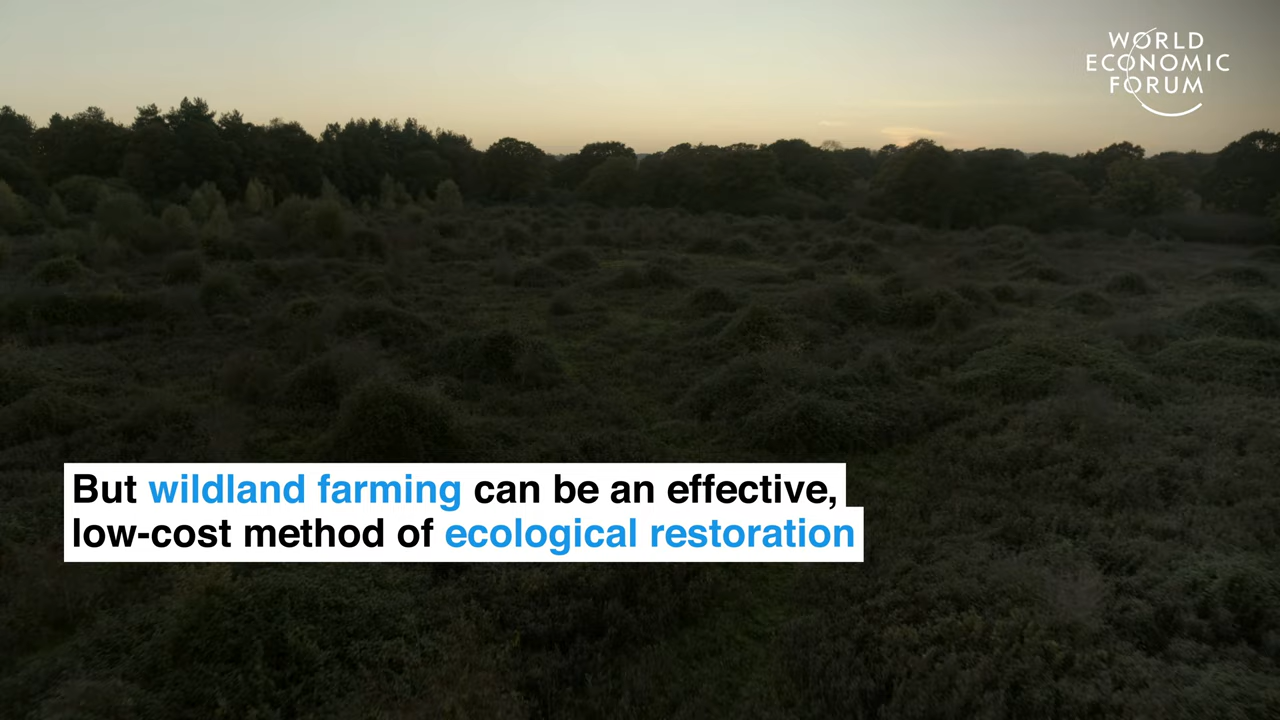 WORLD
ECONOMIC
FORUM
But wildland farming can be an effective,
low-cost method of ecological restoration